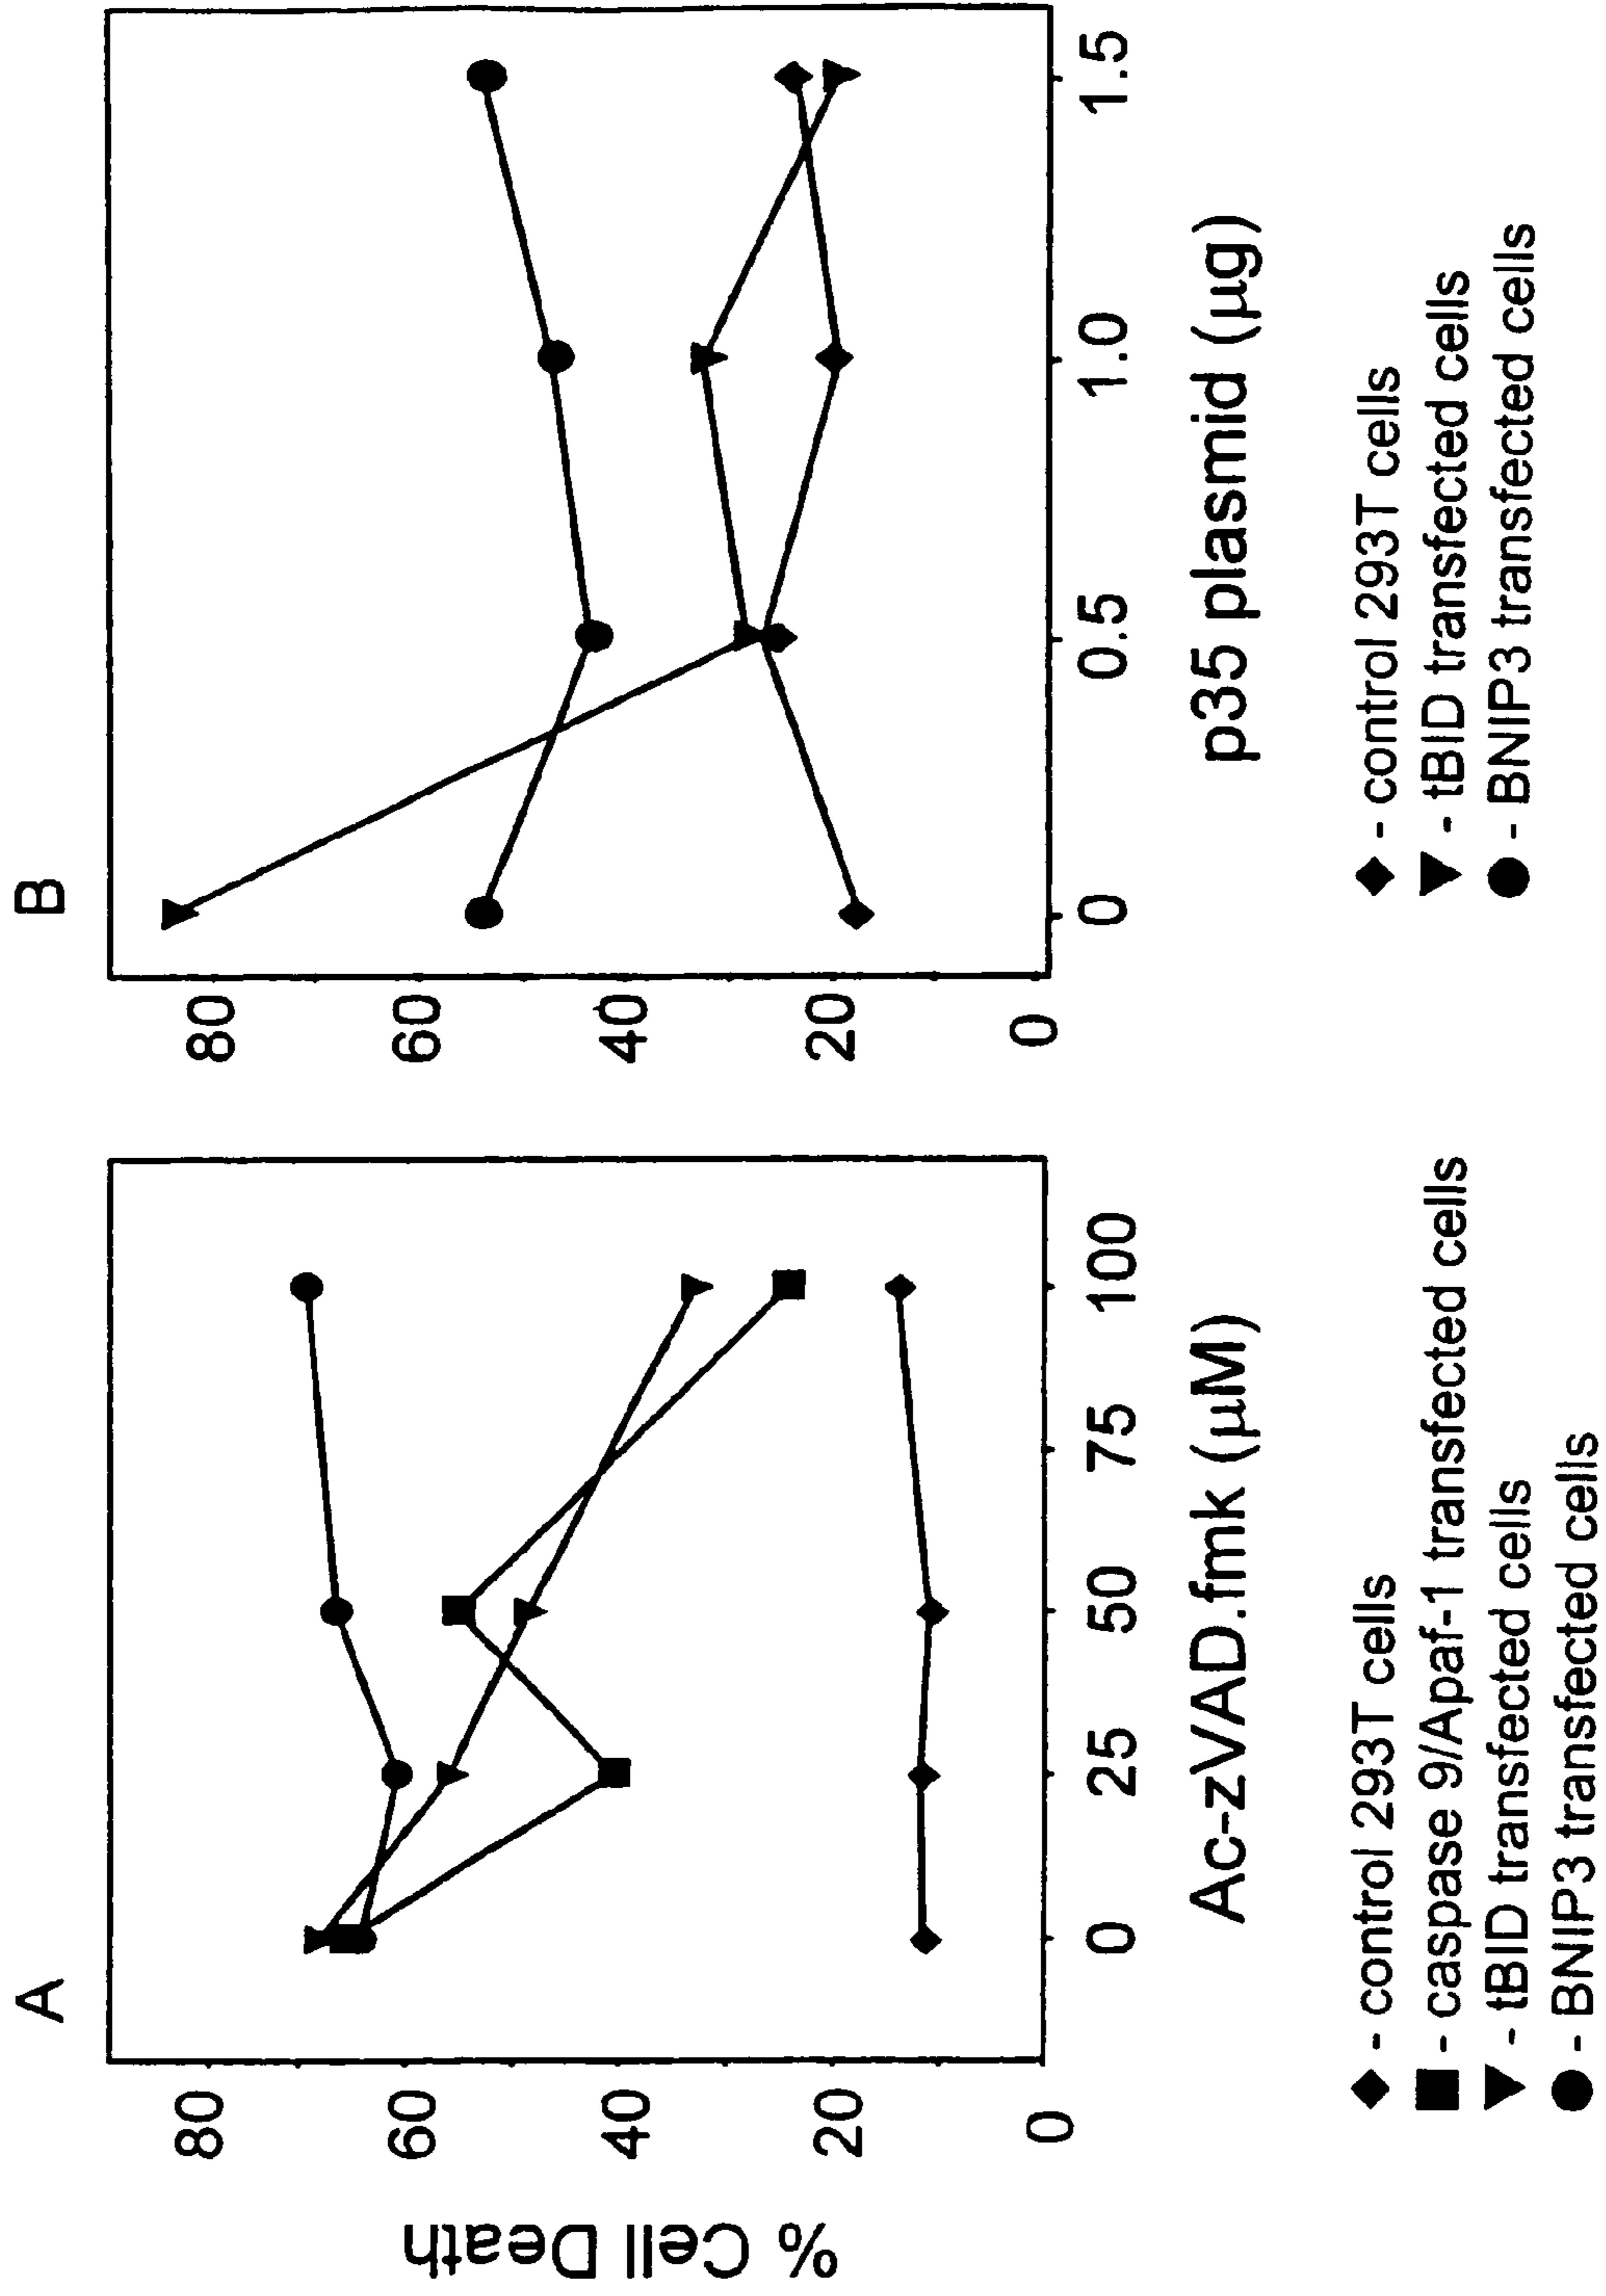 A
% Cell Death
80
60
40
20
0
0 25 50 75 100
Ac-zVAD.fmk (μM)
- control 293T cells
- caspase 9/Apaf-1 transfected cells
- tBID transfected cells
- BNIP3 transfected cells
B
80
60
40
20
0
0 0.5 1.0 1.5
p35 plasmid (μg)
- control 293T cells
- tBID transfected cells
- BNIP3 transfected cells